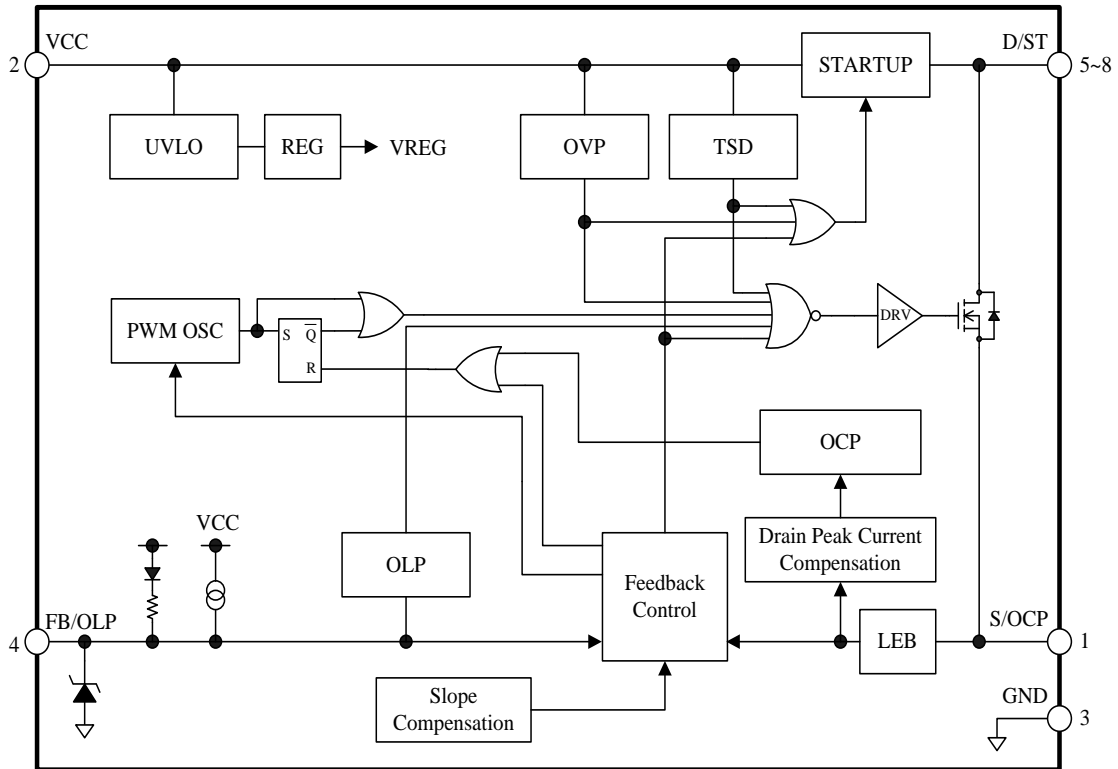 VCC
D/ST
2
5~8
STARTUP
UVLO
REG
VREG
OVP
TSD
PWM OSC
S
Q̅
R
DRV
OCP
VCC
OLP
Feedback
Control
Drain Peak Current
Compensation
FB/OLP
S/OCP
4
LEB
1
Slope
Compensation
GND
3